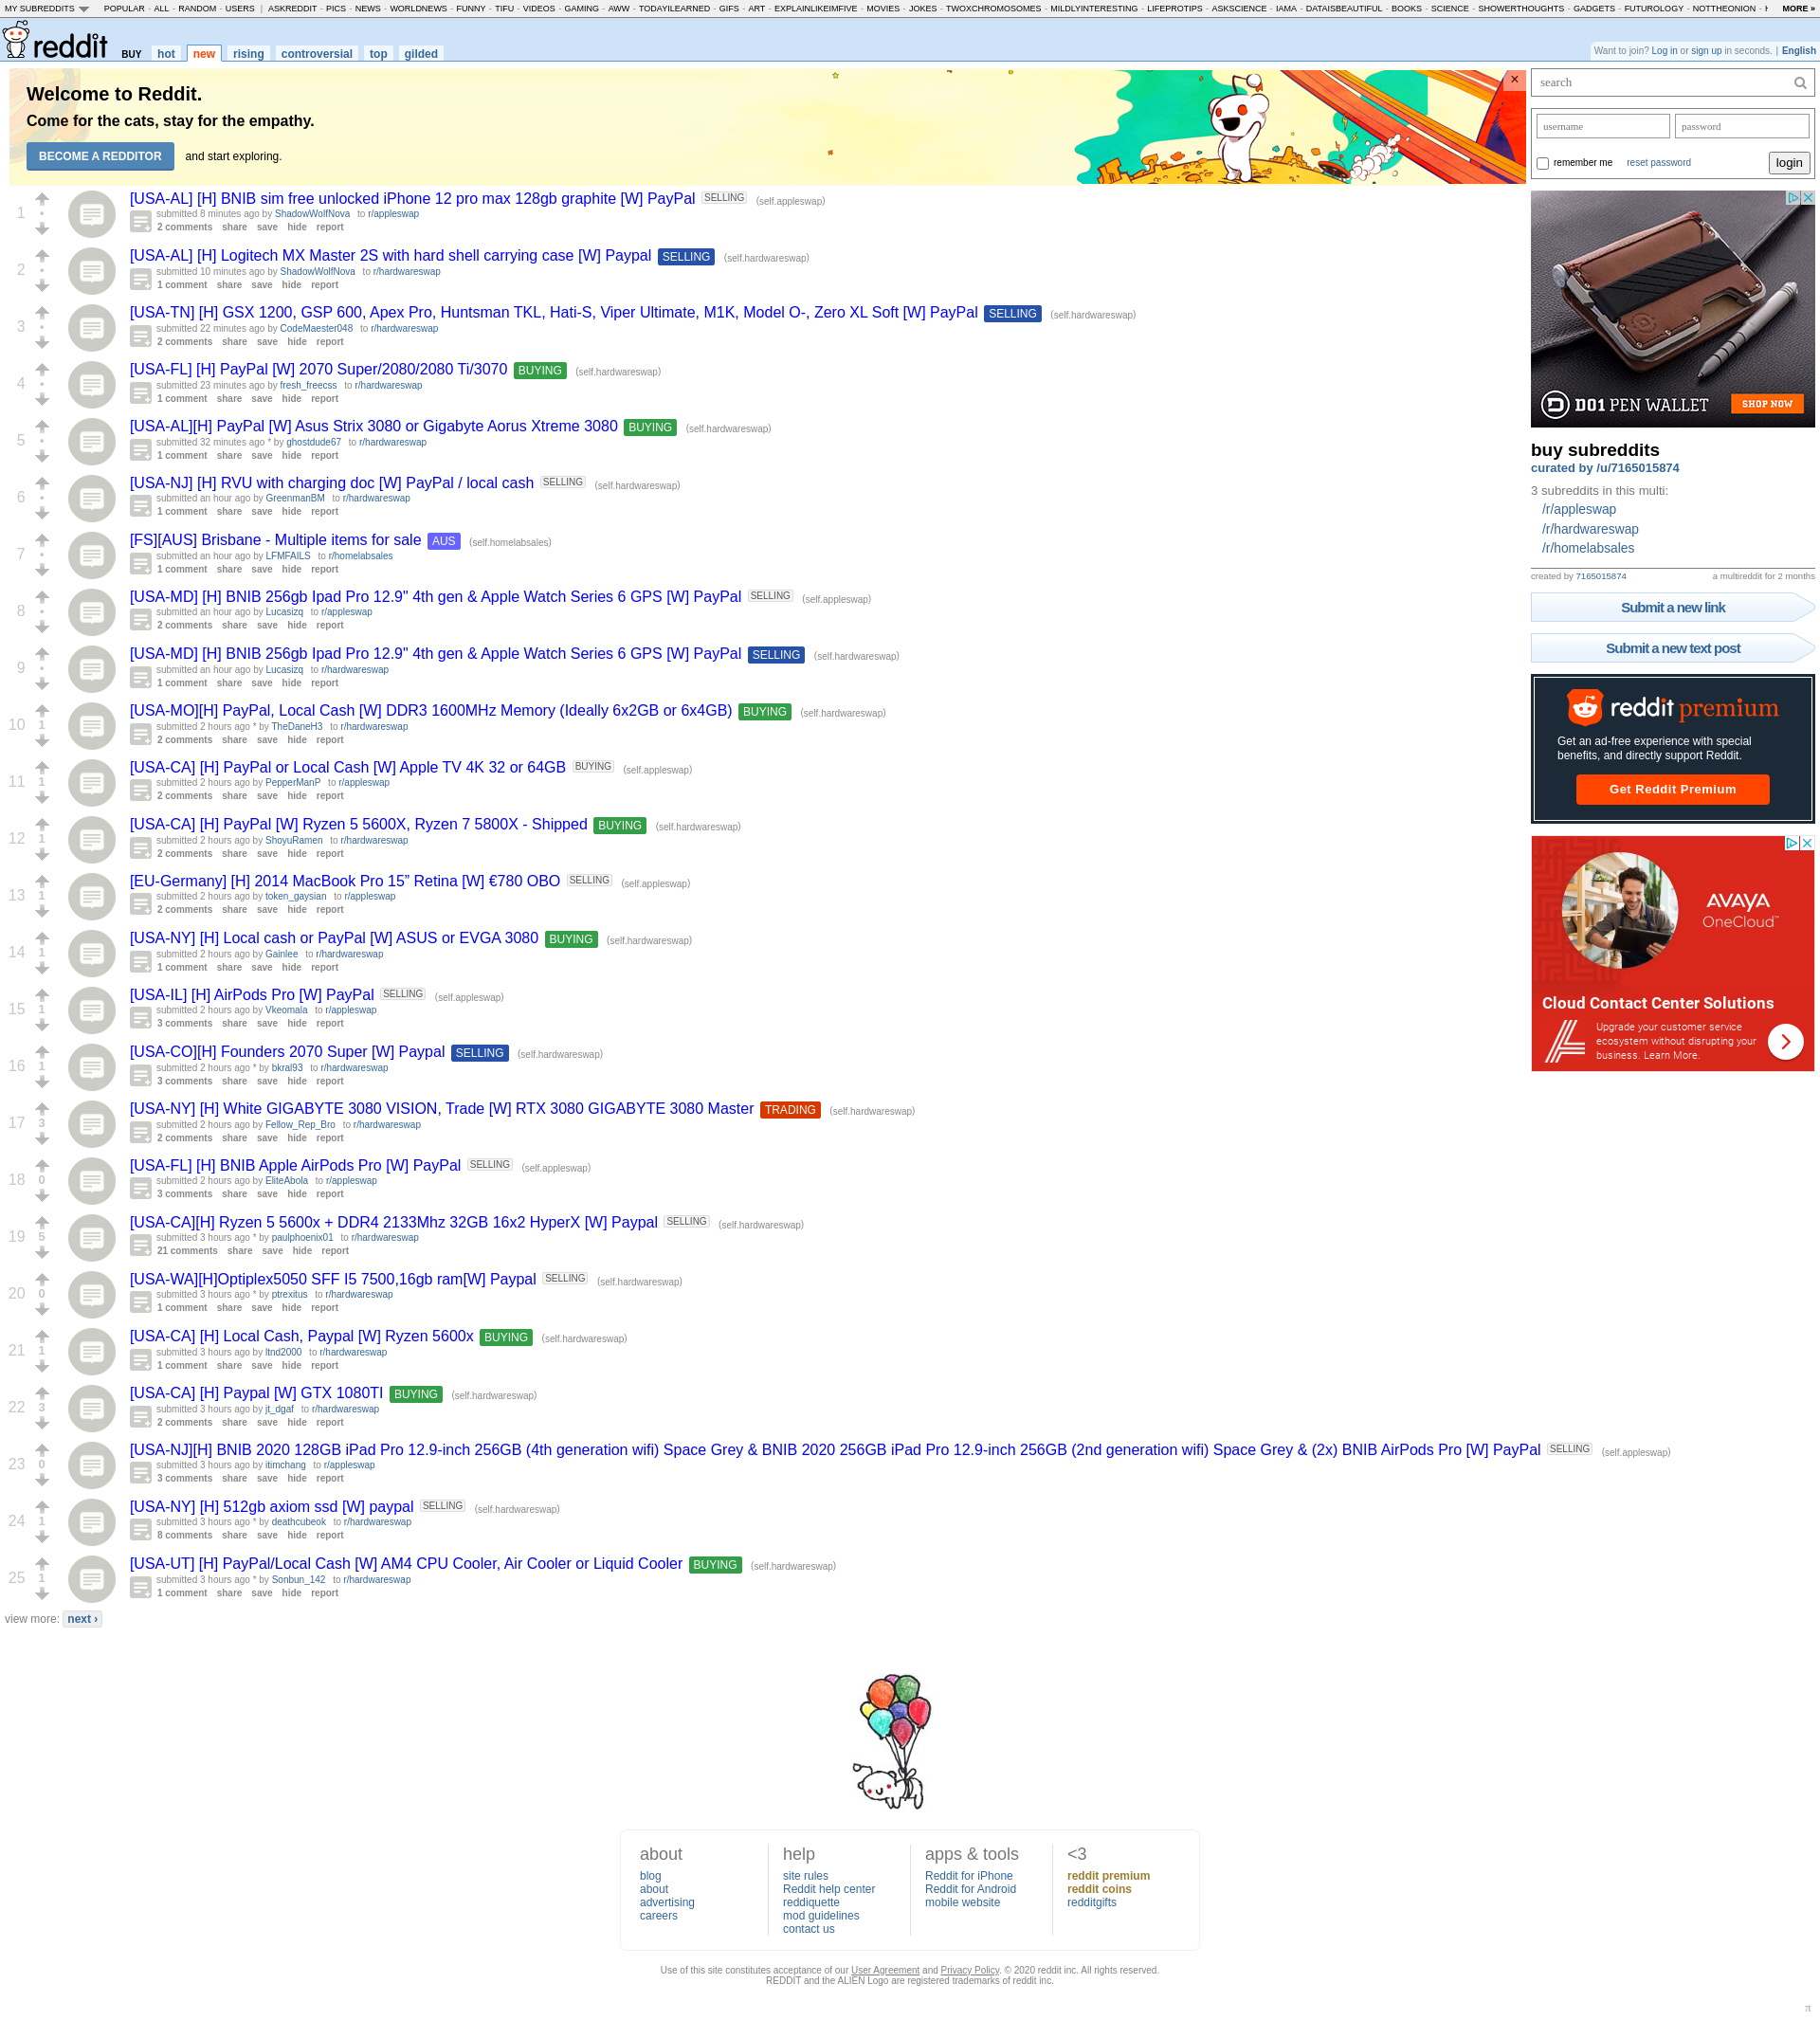 MY SUBREDDITS POPULAR - ALL - RANDOM - USERS | ASKREDDIT - PICS - NEWS - WORLDNEWS - FUNNY - TIFU - VIDEOS - GAMING - AWW - TODAYILEARNED - GIFS - ART - EXPLAINLIKEIMFIVE - MOVIES - JOKES - TWOXCHROMOSOMES - MILDLYINTERESTING - LIFEPROTIPS - ASKSCIENCE - IAMA - DATAISBEAUTIFUL - BOOKS - SCIENCE - SHOWERTHOUGHTS - GADGETS - FUTUROLOGY - NOTTHEONION - MORE »
reddit BUY hot new rising controversial top gilded
Want to join? Log in or sign up in seconds. | English
Welcome to Reddit.
Come for the cats, stay for the empathy.
BECOME A REDDITOR and start exploring.
×
1
[USA-AL] [H] BNIB sim free unlocked iPhone 12 pro max 128gb graphite [W] PayPal SELLING (self.appleswap)
submitted 8 minutes ago by ShadowWolfNova to r/appleswap
2 comments share save hide report
2
[USA-AL] [H] Logitech MX Master 2S with hard shell carrying case [W] Paypal SELLING (self.hardwareswap)
submitted 10 minutes ago by ShadowWolfNova to r/hardwareswap
1 comment share save hide report
3
[USA-TN] [H] GSX 1200, GSP 600, Apex Pro, Huntsman TKL, Hati-S, Viper Ultimate, M1K, Model O-, Zero XL Soft [W] PayPal SELLING (self.hardwareswap)
submitted 22 minutes ago by CodeMaester048 to r/hardwareswap
2 comments share save hide report
4
[USA-FL] [H] PayPal [W] 2070 Super/2080/2080 Ti/3070 BUYING (self.hardwareswap)
submitted 23 minutes ago by fresh_freecss to r/hardwareswap
1 comment share save hide report
5
[USA-AL][H] PayPal [W] Asus Strix 3080 or Gigabyte Aorus Xtreme 3080 BUYING (self.hardwareswap)
submitted 32 minutes ago * by ghostdude67 to r/hardwareswap
1 comment share save hide report
6
[USA-NJ] [H] RVU with charging doc [W] PayPal / local cash SELLING (self.hardwareswap)
submitted an hour ago by GreenmanBM to r/hardwareswap
1 comment share save hide report
7
[FS][AUS] Brisbane - Multiple items for sale AUS (self.homelabsales)
submitted an hour ago by LFMFAILS to r/homelabsales
1 comment share save hide report
8
[USA-MD] [H] BNIB 256gb Ipad Pro 12.9" 4th gen & Apple Watch Series 6 GPS [W] PayPal SELLING (self.appleswap)
submitted an hour ago by Lucasizq to r/appleswap
2 comments share save hide report
9
[USA-MD] [H] BNIB 256gb Ipad Pro 12.9" 4th gen & Apple Watch Series 6 GPS [W] PayPal SELLING (self.hardwareswap)
submitted an hour ago by Lucasizq to r/hardwareswap
1 comment share save hide report
10 1
[USA-MO][H] PayPal, Local Cash [W] DDR3 1600MHz Memory (Ideally 6x2GB or 6x4GB) BUYING (self.hardwareswap)
submitted 2 hours ago * by TheDaneH3 to r/hardwareswap
2 comments share save hide report
11 1
[USA-CA] [H] PayPal or Local Cash [W] Apple TV 4K 32 or 64GB BUYING (self.appleswap)
submitted 2 hours ago by PepperManP to r/appleswap
2 comments share save hide report
12 1
[USA-CA] [H] PayPal [W] Ryzen 5 5600X, Ryzen 7 5800X - Shipped BUYING (self.hardwareswap)
submitted 2 hours ago by ShoyuRamen to r/hardwareswap
2 comments share save hide report
13 1
[EU-Germany] [H] 2014 MacBook Pro 15” Retina [W] €780 OBO SELLING (self.appleswap)
submitted 2 hours ago by token_gaysian to r/appleswap
2 comments share save hide report
14 1
[USA-NY] [H] Local cash or PayPal [W] ASUS or EVGA 3080 BUYING (self.hardwareswap)
submitted 2 hours ago by Gainlee to r/hardwareswap
1 comment share save hide report
15 1
[USA-IL] [H] AirPods Pro [W] PayPal SELLING (self.appleswap)
submitted 2 hours ago by Vkeomala to r/appleswap
3 comments share save hide report
16 1
[USA-CO][H] Founders 2070 Super [W] Paypal SELLING (self.hardwareswap)
submitted 2 hours ago * by bkral93 to r/hardwareswap
3 comments share save hide report
17 3
[USA-NY] [H] White GIGABYTE 3080 VISION, Trade [W] RTX 3080 GIGABYTE 3080 Master TRADING (self.hardwareswap)
submitted 2 hours ago by Fellow_Rep_Bro to r/hardwareswap
2 comments share save hide report
18 0
[USA-FL] [H] BNIB Apple AirPods Pro [W] PayPal SELLING (self.appleswap)
submitted 2 hours ago by EliteAbola to r/appleswap
3 comments share save hide report
19 5
[USA-CA][H] Ryzen 5 5600x + DDR4 2133Mhz 32GB 16x2 HyperX [W] Paypal SELLING (self.hardwareswap)
submitted 3 hours ago * by paulphoenix01 to r/hardwareswap
21 comments share save hide report
20 0
[USA-WA][H]Optiplex5050 SFF I5 7500,16gb ram[W] Paypal SELLING (self.hardwareswap)
submitted 3 hours ago * by ptrexitus to r/hardwareswap
1 comment share save hide report
21 1
[USA-CA] [H] Local Cash, Paypal [W] Ryzen 5600x BUYING (self.hardwareswap)
submitted 3 hours ago by ltnd2000 to r/hardwareswap
1 comment share save hide report
22 3
[USA-CA] [H] Paypal [W] GTX 1080TI BUYING (self.hardwareswap)
submitted 3 hours ago by jt_dgaf to r/hardwareswap
2 comments share save hide report
23 0
[USA-NJ][H] BNIB 2020 128GB iPad Pro 12.9-inch 256GB (4th generation wifi) Space Grey & BNIB 2020 256GB iPad Pro 12.9-inch 256GB (2nd generation wifi) Space Grey & (2x) BNIB AirPods Pro [W] PayPal SELLING (self.appleswap)
submitted 3 hours ago by itimchang to r/appleswap
3 comments share save hide report
24 1
[USA-NY] [H] 512gb axiom ssd [W] paypal SELLING (self.hardwareswap)
submitted 3 hours ago * by deathcubeok to r/hardwareswap
8 comments share save hide report
25 1
[USA-UT] [H] PayPal/Local Cash [W] AM4 CPU Cooler, Air Cooler or Liquid Cooler BUYING (self.hardwareswap)
submitted 3 hours ago * by Sonbun_142 to r/hardwareswap
1 comment share save hide report
view more: next ›
search
username password
remember me reset password login
D01 PEN WALLET SHOP NOW
buy subreddits
curated by /u/7165015874
3 subreddits in this multi:
/r/appleswap
/r/hardwareswap
/r/homelabsales
created by 7165015874 a multireddit for 2 months
Submit a new link
Submit a new text post
reddit premium
Get an ad-free experience with special
benefits, and directly support Reddit.
Get Reddit Premium
AVAYA
OneCloud™
Cloud Contact Center Solutions
Upgrade your customer service
ecosystem without disrupting your
business. Learn More.
about
blog
about
advertising
careers
help
site rules
Reddit help center
reddiquette
mod guidelines
contact us
apps & tools
Reddit for iPhone
Reddit for Android
mobile website
<3
reddit premium
reddit coins
redditgifts
Use of this site constitutes acceptance of our User Agreement and Privacy Policy. © 2020 reddit inc. All rights reserved.
REDDIT and the ALIEN Logo are registered trademarks of reddit inc.
π